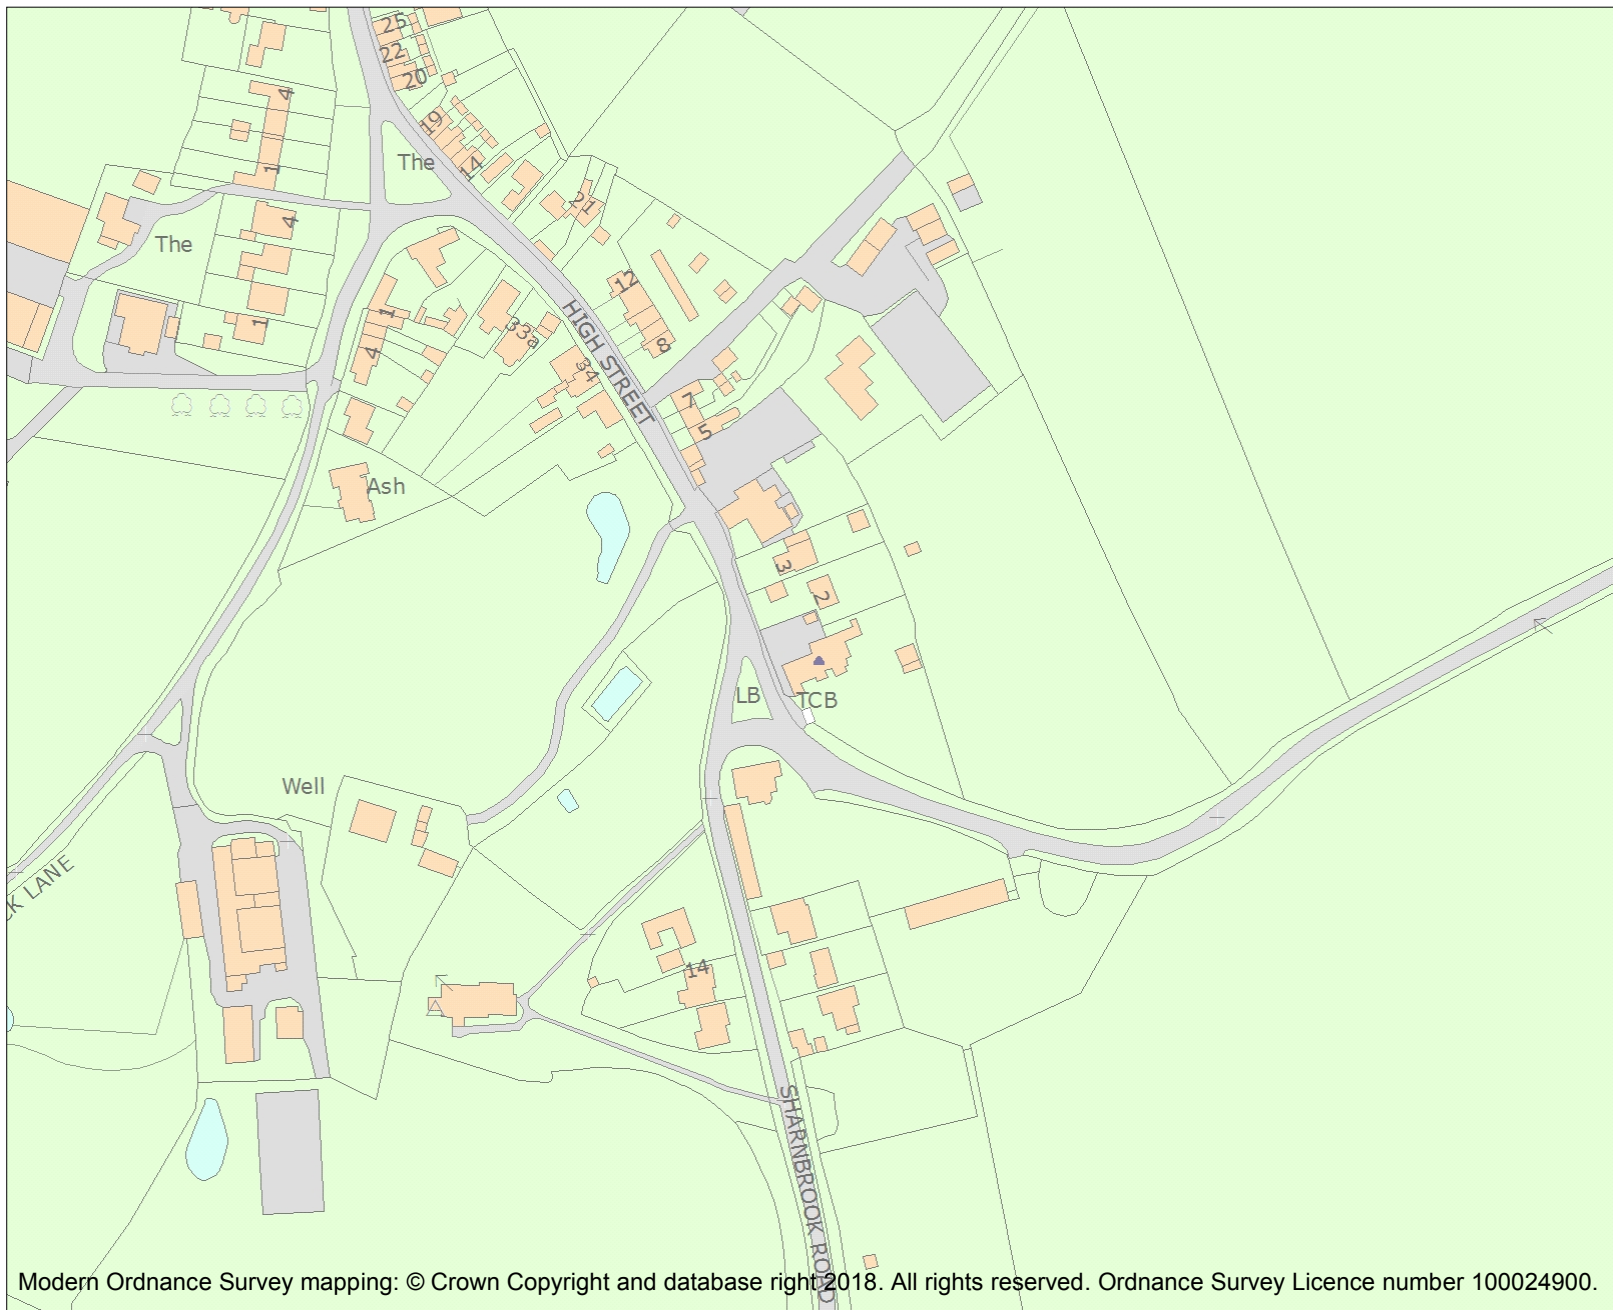 25
22
20
4
19
The
14
1
21
4
The
12
HIGH STREET
1
1
33a
8
4
34
7
5
Ash
3
2
LB
TCB
Well
CK LANE
14
SHARNBROOK ROAD
Modern Ordnance Survey mapping: © Crown Copyright and database right 2018. All rights reserved. Ordnance Survey Licence number 100024900.